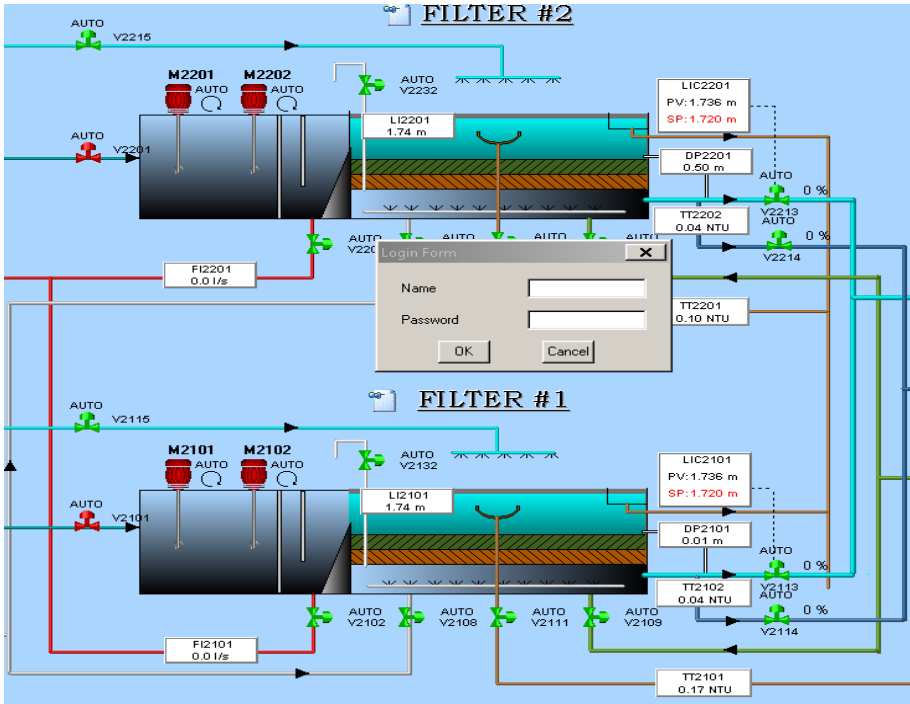 FILTER #2
AUTO
V2215
M2201
AUTO
M2202
AUTO
AUTO
V2232
LIC2201
PV:1.736 m
SP:1.720 m
LI2201
1.74 m
AUTO
V2201
DP2201
0.50 m
AUTO
0 %
V2213
TT2202
0.04 NTU
AUTO
0 %
V2214
AUTO
AUTO
AUTO
AUTO
FI2201
0.0 l/s
Login Form
Name
Password
OK
Cancel
TT2201
0.10 NTU
FILTER #1
AUTO
V2115
M2101
AUTO
M2102
AUTO
AUTO
V2132
LIC2101
PV:1.736 m
SP:1.720 m
LI2101
1.74 m
AUTO
V2101
DP2101
0.01 m
AUTO
0 %
V2113
TT2102
0.04 NTU
AUTO
0 %
V2114
AUTO
V2102
AUTO
V2108
AUTO
V2111
AUTO
V2109
FI2101
0.0 l/s
TT2101
0.17 NTU